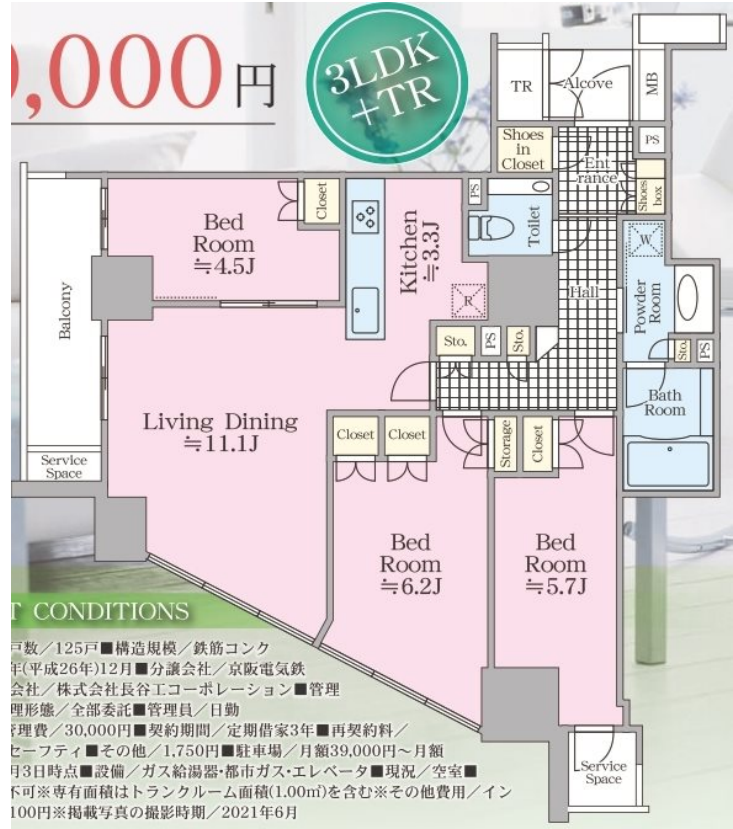 0,000円
3LDK
+TR
TR
Alcove
MB
Shoes
in
Closet
PS
Ent
rance
Shoes
box
Bed
Room
≒4.5J
Closet
Kitchen
≒3.3J
PS
Toilet
W
Powder
Room
Hall
R
Balcony
Sto.
PS
Sto.
Sto.
PS
Bath
Room
Living Dining
≒11.1J
Closet
Closet
Storage
Closet
Service
Space
Bed
Room
≒6.2J
Bed
Room
≒5.7J
Service
Space
T CONDITIONS
戸数／125戸■構造規模／鉄筋コンク
年(平成26年)12月■分譲会社／京阪電気鉄
会社／株式会社長谷工コーポレーション■管理
理形態／全部委託■管理員／日勤
管理費／30,000円■契約期間／定期借家3年■再契約料／
セーフティ■その他／1,750円■駐車場／月額39,000円～月額
月3日時点■設備／ガス給湯器・都市ガス・エレベータ■現況／空室■
不可※専有面積はトランクルーム面積(1.00㎡)を含む※その他費用／イン
100円※掲載写真の撮影時期／2021年6月